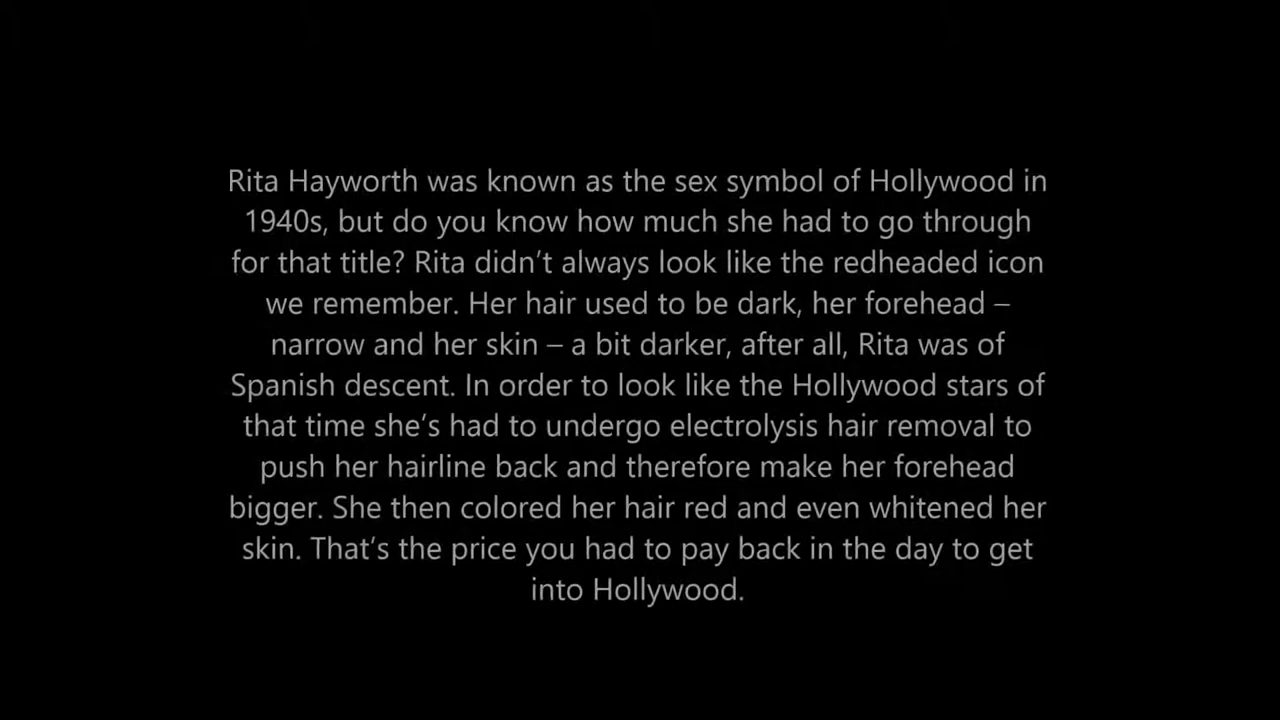 Rita Hayworth was known as the sex symbol of Hollywood in
1940s, but do you know how much she had to go through
for that title? Rita didn’t always look like the redheaded icon
we remember. Her hair used to be dark, her forehead –
narrow and her skin – a bit darker, after all, Rita was of
Spanish descent. In order to look like the Hollywood stars of
that time she’s had to undergo electrolysis hair removal to
push her hairline back and therefore make her forehead
bigger. She then colored her hair red and even whitened her
skin. That’s the price you had to pay back in the day to get
into Hollywood.